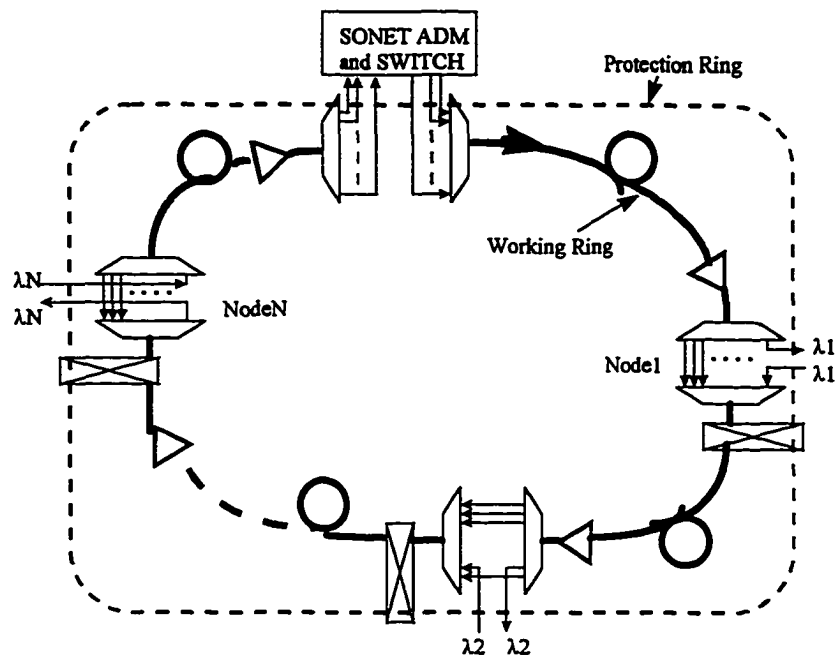 SONET ADM
and SWITCH
Protection Ring
Working Ring
λN
λN
NodeN
Node1
λ1
λ1
λ2
λ2